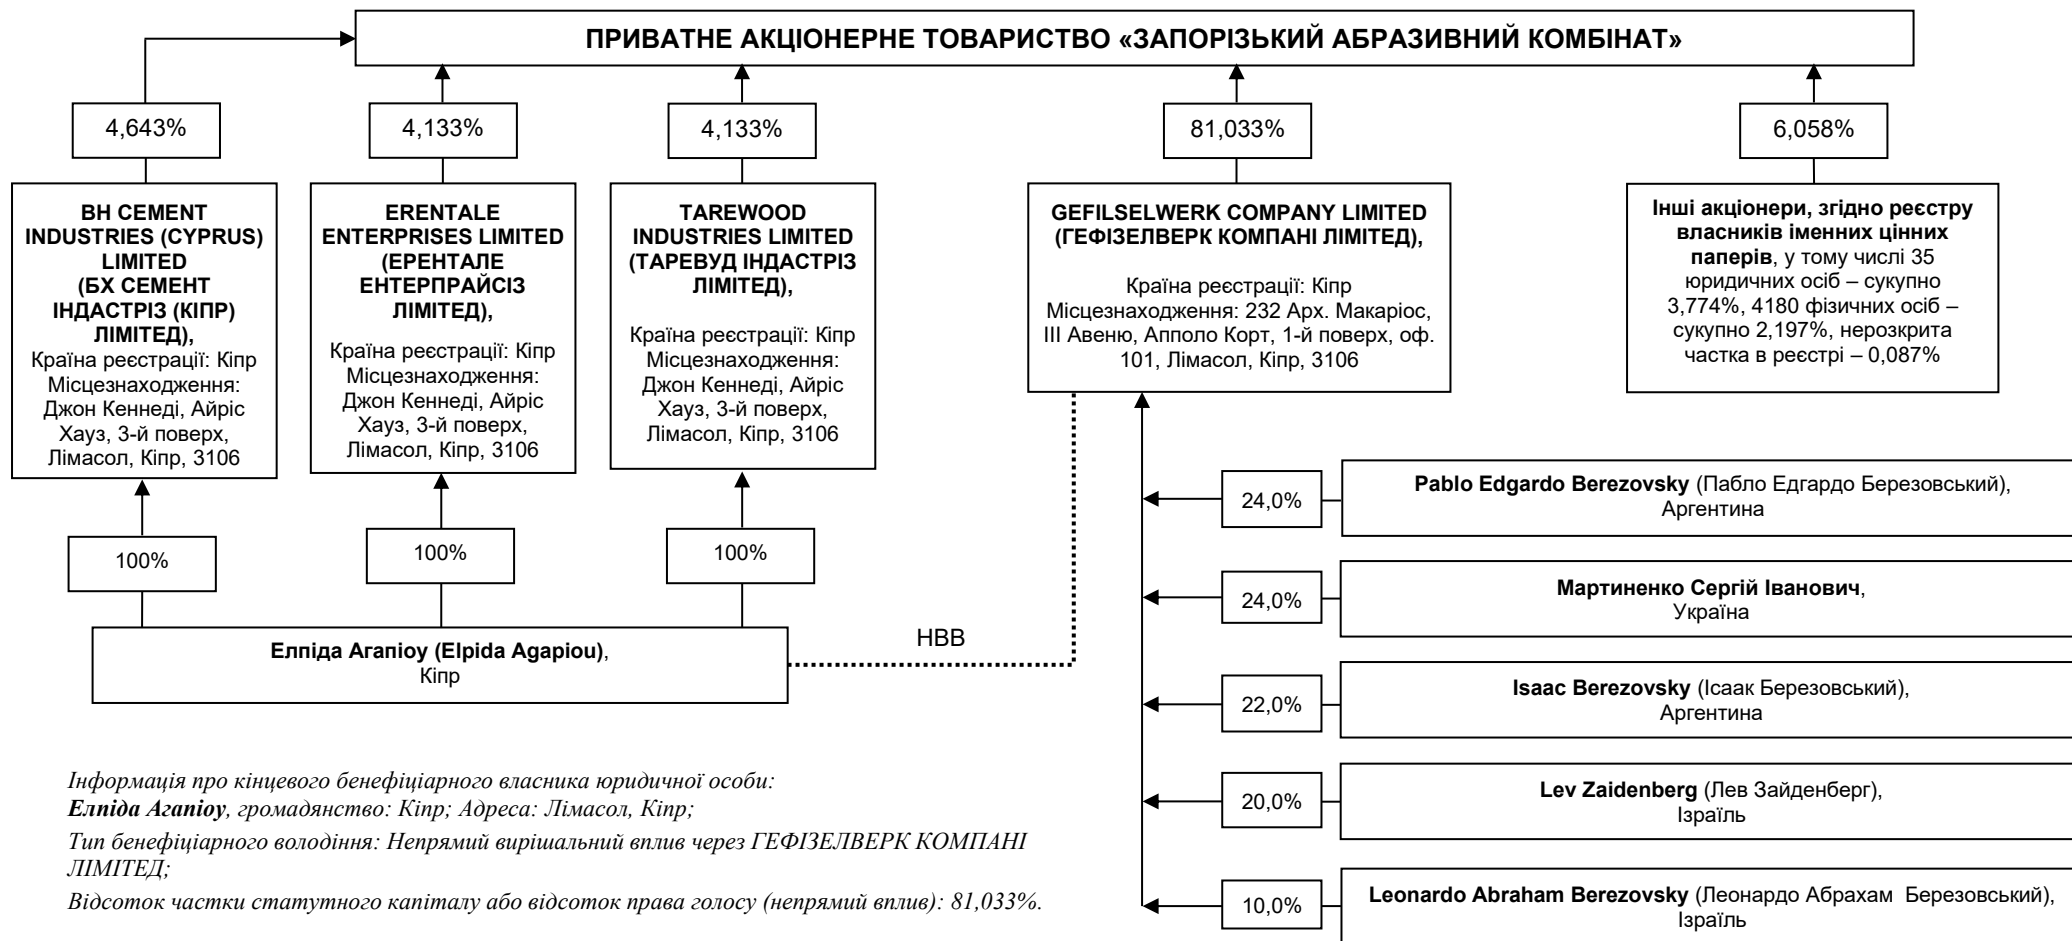 ПРИВАТНЕ АКЦІОНЕРНЕ ТОВАРИСТВО «ЗАПОРІЗЬКИЙ АБРАЗИВНИЙ КОМБІНАТ»
4,643%
4,133%
4,133%
81,033%
6,058%
BH CEMENT
INDUSTRIES (CYPRUS)
LIMITED
(БХ СЕМЕНТ
ІНДАСТРІЗ (КІПР)
ЛІМІТЕД),
Країна реєстрації: Кіпр
Місцезнаходження:
Джон Кеннеді, Айріс
Хауз, 3-й поверх,
Лімасол, Кіпр, 3106
ERENTALE
ENTERPRISES LIMITED
(ЕРЕНТАЛЕ
ЕНТЕРПРАЙСІЗ
ЛІМІТЕД),
Країна реєстрації: Кіпр
Місцезнаходження:
Джон Кеннеді, Айріс
Хауз, 3-й поверх,
Лімасол, Кіпр, 3106
TAREWOOD
INDUSTRIES LIMITED
(ТАРЕВУД ІНДАСТРІЗ
ЛІМІТЕД),
Країна реєстрації: Кіпр
Місцезнаходження:
Джон Кеннеді, Айріс
Хауз, 3-й поверх,
Лімасол, Кіпр, 3106
GEFILSELWERK COMPANY LIMITED
(ГЕФІЗЕЛВЕРК КОМПАНІ ЛІМІТЕД),
Країна реєстрації: Кіпр
Місцезнаходження: 232 Арх. Макаріос,
ІІІ Авеню, Апполо Корт, 1-й поверх, оф.
101, Лімасол, Кіпр, 3106
Інші акціонери, згідно реєстру
власників іменних цінних
паперів, у тому числі 35
юридичних осіб – сукупно
3,774%, 4180 фізичних осіб –
сукупно 2,197%, нерозкрита
частка в реєстрі – 0,087%
100%
100%
100%
Елпіда Агапіоу (Elpida Agapiou),
Кіпр
НВВ
24,0%
Pablo Edgardo Berezovsky (Пабло Едгардо Березовський),
Аргентина
24,0%
Мартиненко Сергій Іванович,
Україна
22,0%
Isaac Berezovsky (Ісаак Березовський),
Аргентина
20,0%
Lev Zaidenberg (Лев Зайденберг),
Ізраїль
10,0%
Leonardo Abraham Berezovsky (Леонардо Абрахам Березовський),
Ізраїль
Інформація про кінцевого бенефіціарного власника юридичної особи:
Елпіда Агапіоу, громадянство: Кіпр; Адреса: Лімасол, Кіпр;
Тип бенефіціарного володіння: Непрямий вирішальний вплив через ГЕФІЗЕЛВЕРК КОМПАНІ
ЛІМІТЕД;
Відсоток частки статутного капіталу або відсоток права голосу (непрямий вплив): 81,033%.